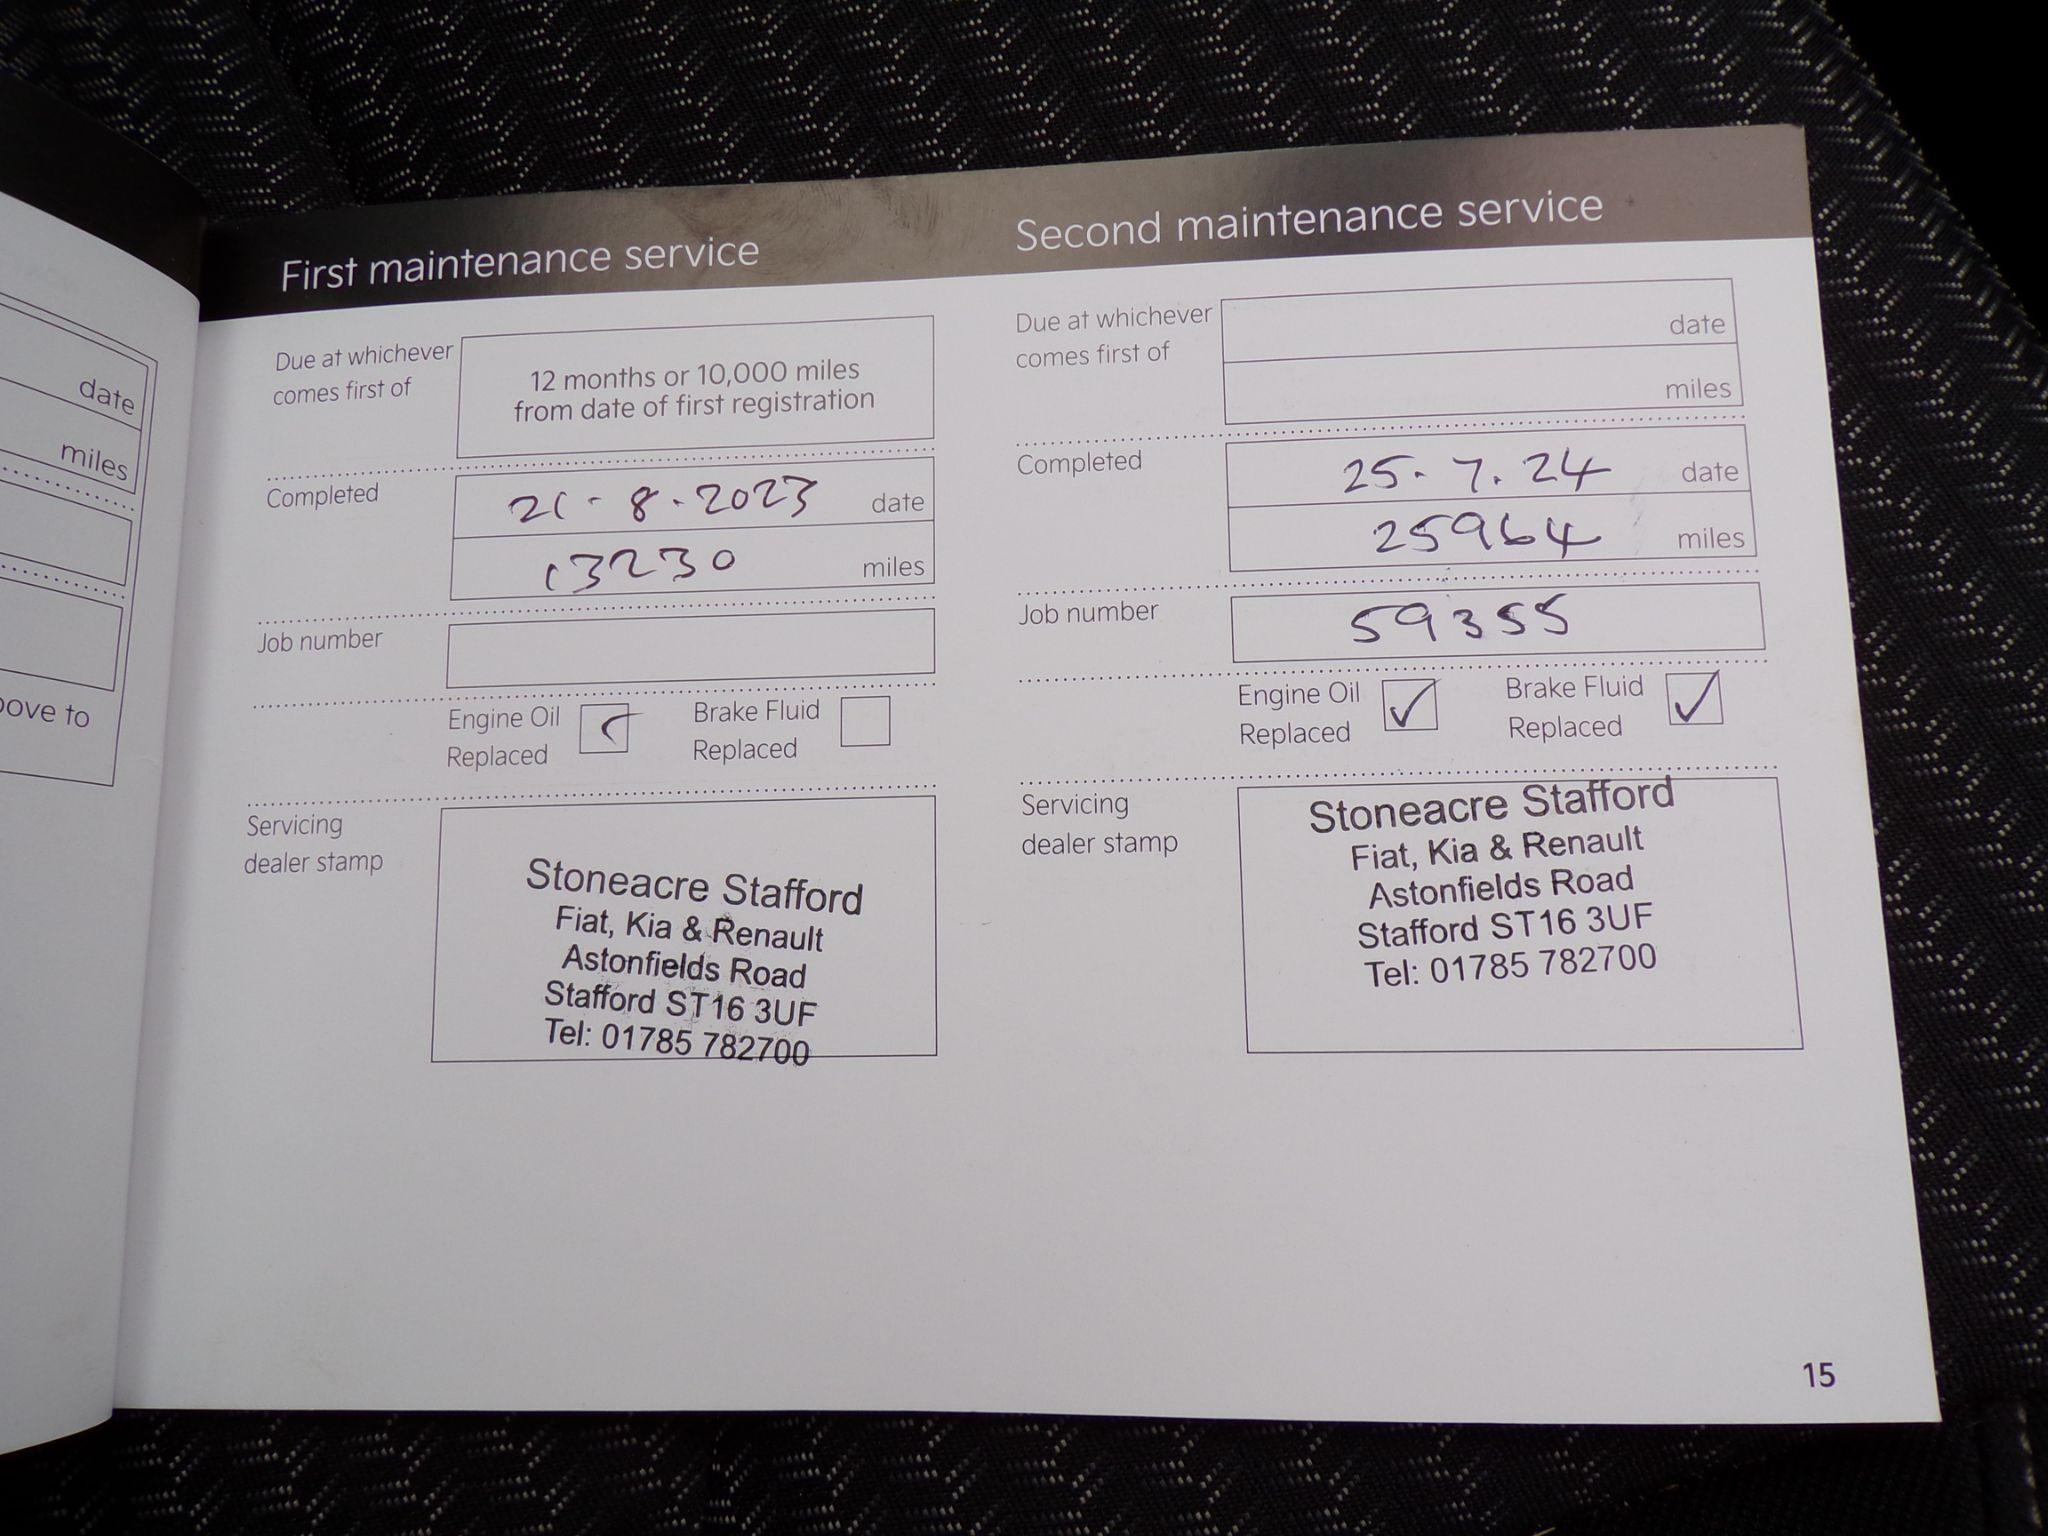 date
miles
ove to
First maintenance service
Due at whichever
comes first of
12 months or 10,000 miles
from date of first registration
Completed
21 - 8 - 2023 date
13230 miles
Job number
Engine Oil
Replaced
Brake Fluid
Replaced
Servicing
dealer stamp
Stoneacre Stafford
Fiat, Kia & Renault
Astonfields Road
Stafford ST16 3UF
Tel: 01785 782700
Second maintenance service
Due at whichever
comes first of
date
miles
Completed
25. 7. 24 date
25964 miles
Job number
59355
Engine Oil
Replaced
Brake Fluid
Replaced
Servicing
dealer stamp
Stoneacre Stafford
Fiat, Kia & Renault
Astonfields Road
Stafford ST16 3UF
Tel: 01785 782700
15